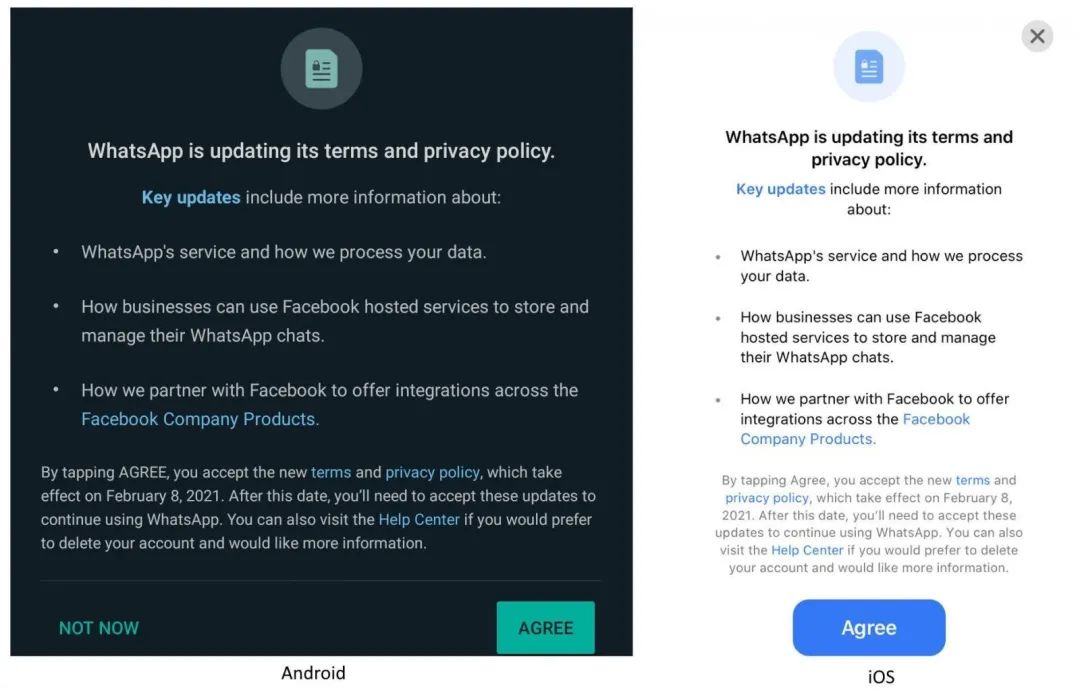 WhatsApp is updating its terms and privacy policy.
Key updates include more information about:
• WhatsApp's service and how we process your data.
• How businesses can use Facebook hosted services to store and
manage their WhatsApp chats.
• How we partner with Facebook to offer integrations across the
Facebook Company Products.
By tapping AGREE, you accept the new terms and privacy policy, which take
effect on February 8, 2021. After this date, you'll need to accept these updates to
continue using WhatsApp. You can also visit the Help Center if you would prefer
to delete your account and would like more information.
NOT NOW
AGREE
Android
WhatsApp is updating its terms and
privacy policy.
Key updates include more information
about:
• WhatsApp's service and how we process
your data.
• How businesses can use Facebook
hosted services to store and manage
their WhatsApp chats.
• How we partner with Facebook to offer
integrations across the Facebook
Company Products.
By tapping Agree, you accept the new terms and
privacy policy, which take effect on February 8,
2021. After this date, you'll need to accept these
updates to continue using WhatsApp. You can also
visit the Help Center if you would prefer to delete
your account and would like more information.
Agree
iOS